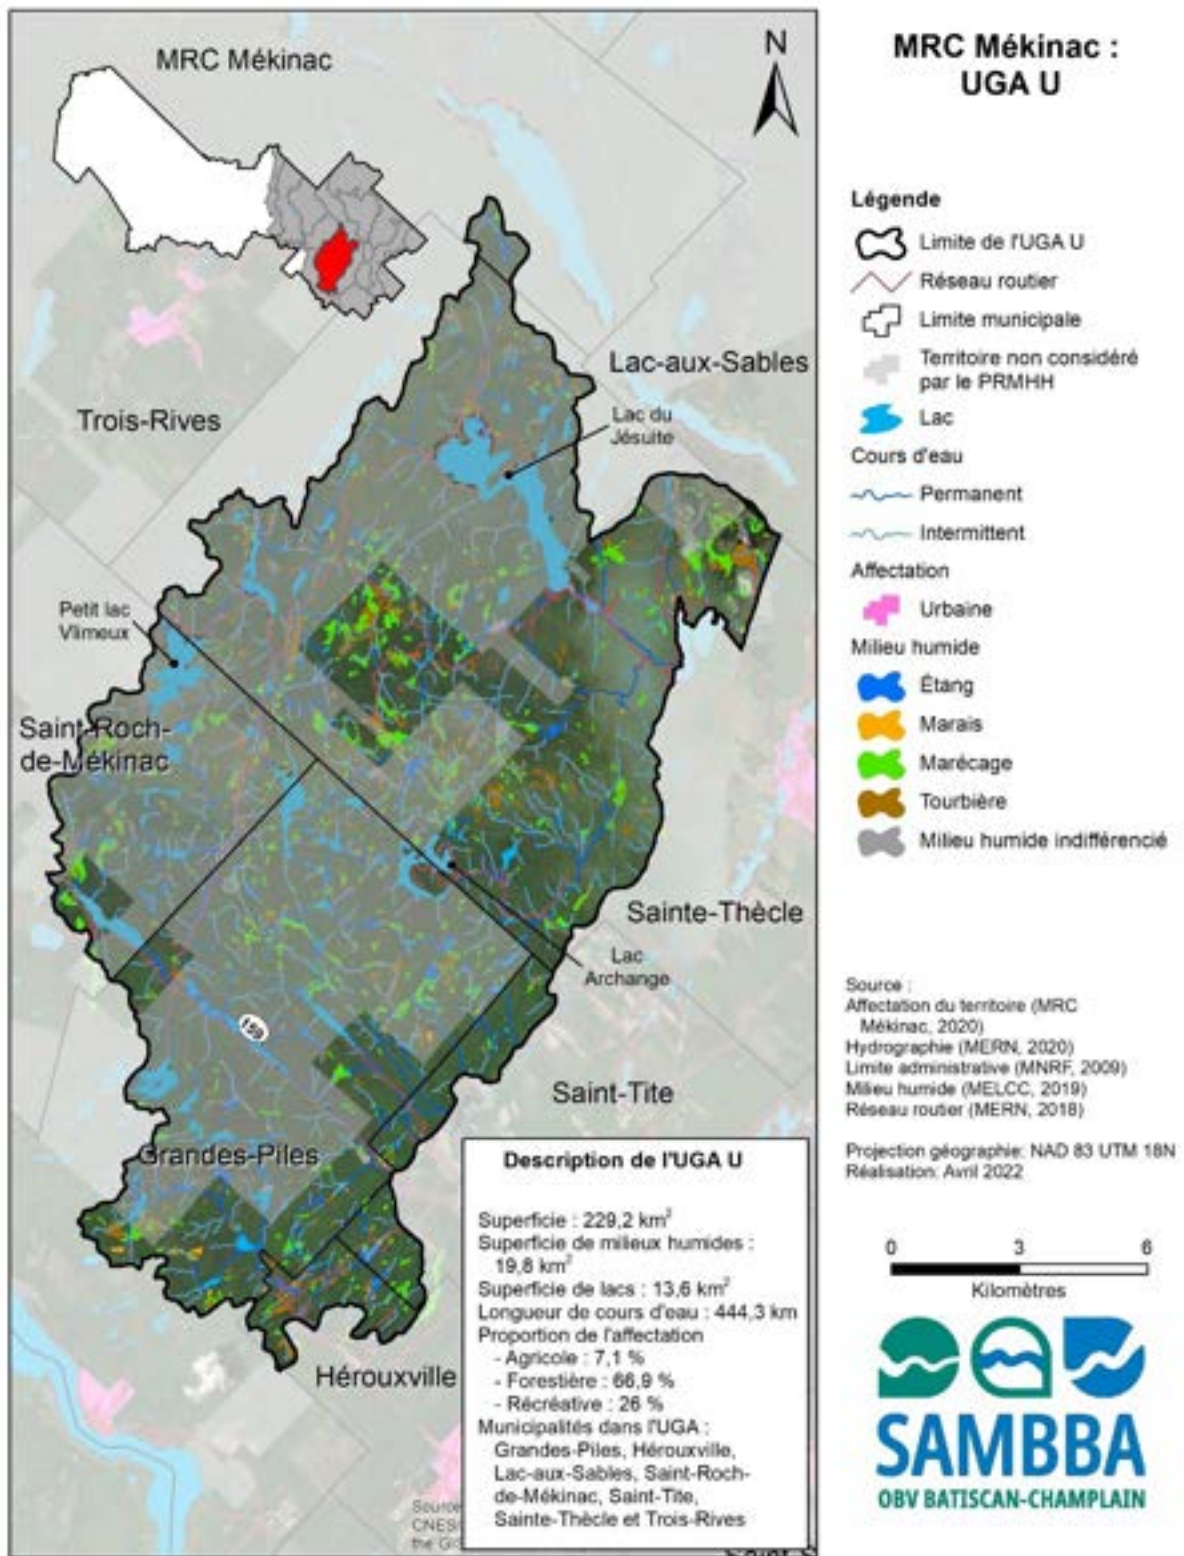 MRC Mékinac
N
Lac-aux-Sables
Trois-Rives
Lac du
Jésuite
Petit lac
Vlimeux
Saint-Roch-
de-Mékinac
Sainte-Thècle
Lac
Archange
159
Saint-Tite
Grandes-Piles
Hérouxville
Description de l'UGA U
Superficie : 229,2 km²
Superficie de milieux humides :
19,8 km²
Superficie de lacs : 13,6 km²
Longueur de cours d'eau : 444,3 km
Proportion de l'affectation
- Agricole : 7,1 %
- Forestière : 66,9 %
- Récréative : 26 %
Municipalités dans l'UGA :
Grandes-Piles, Hérouxville,
Lac-aux-Sables, Saint-Roch-
de-Mékinac, Saint-Tite,
Sainte-Thècle et Trois-Rives
MRC Mékinac :
UGA U
Légende
Limite de l'UGA U
Réseau routier
Limite municipale
Territoire non considéré
par le PRMHH
Lac
Cours d'eau
Permanent
Intermittent
Affectation
Urbaine
Milieu humide
Étang
Marais
Marécage
Tourbière
Milieu humide indifférencié
Source :
Affectation du territoire (MRC
Mékinac, 2020)
Hydrographie (MERN, 2020)
Limite administrative (MNRF, 2009)
Milieu humide (MELCC, 2019)
Réseau routier (MERN, 2018)
Projection géographie: NAD 83 UTM 18N
Réalisation: Avril 2022
0 3 6
Kilomètres
SAMBBA
OBV BATISCAN-CHAMPLAIN